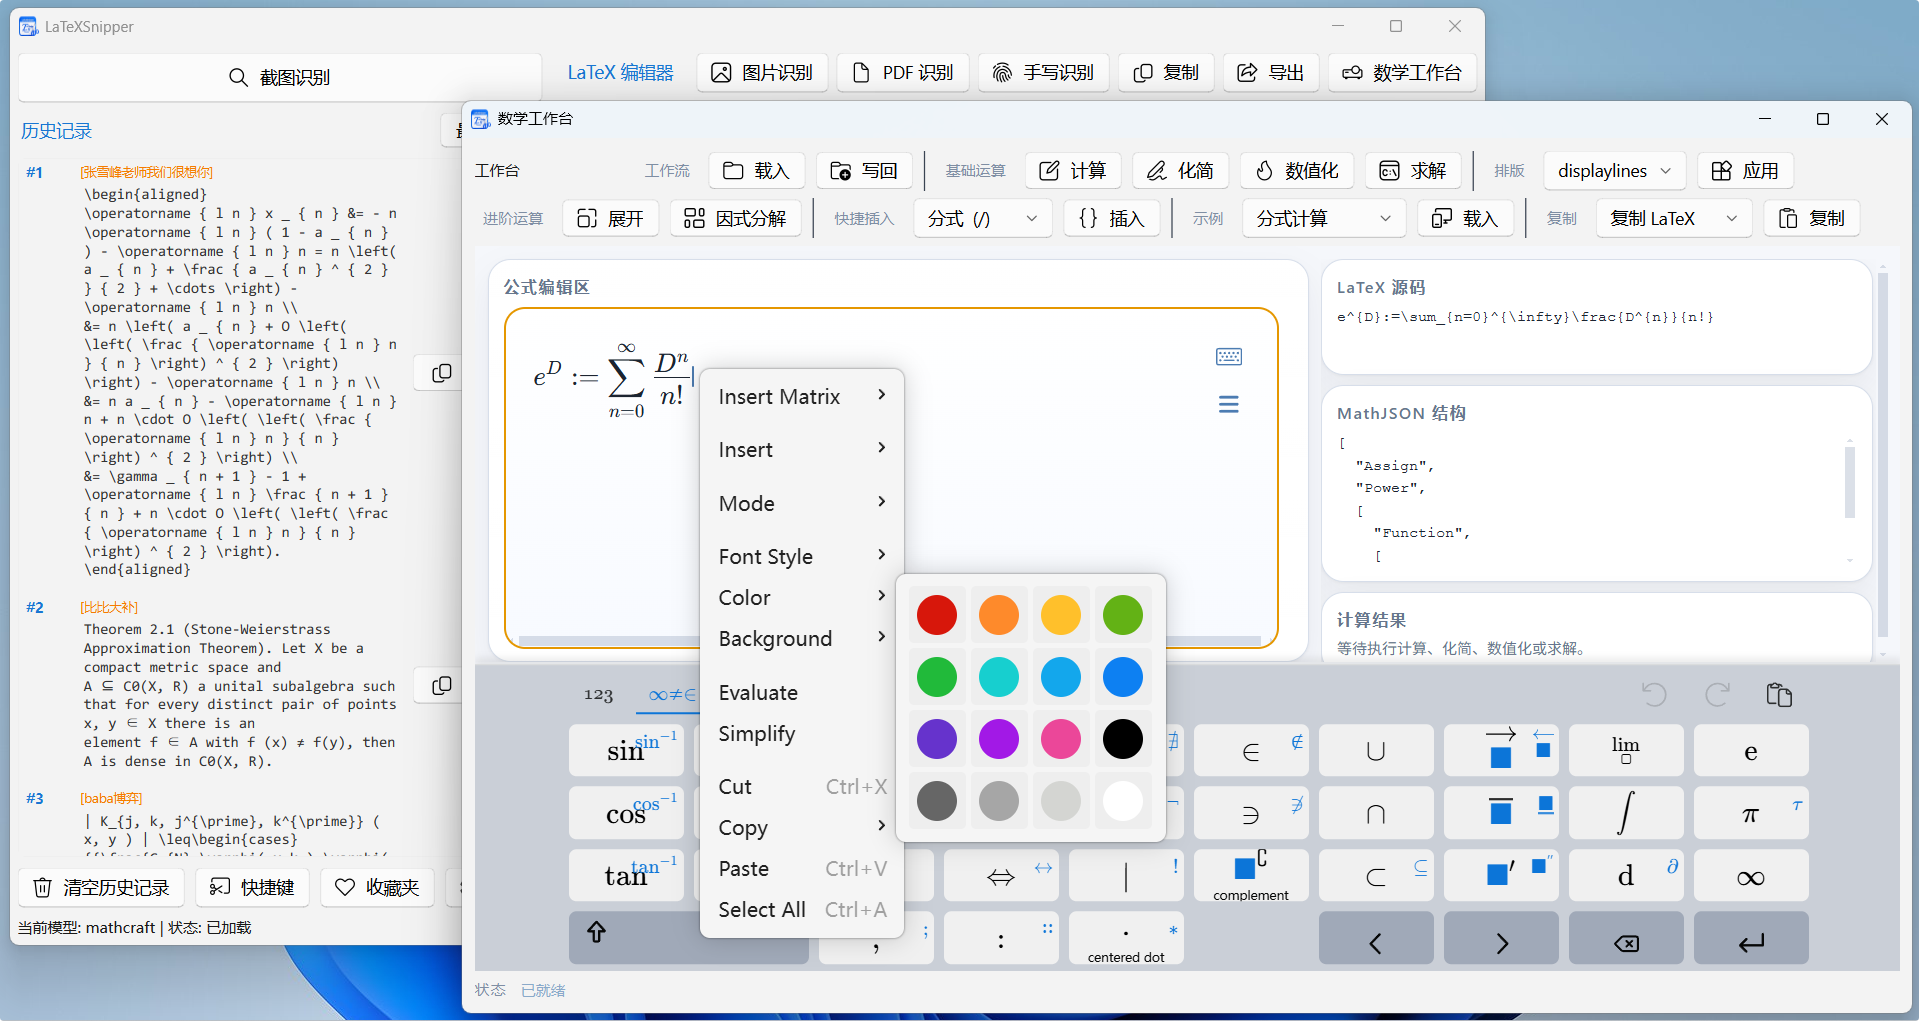 LaTeXSnipper
截图识别
LaTeX 编辑器
图片识别
PDF 识别
手写识别
复制
导出
数学工作台
历史记录
#1
[张雪峰老师我们很想你]
\begin{aligned}
\operatorname { l n } x _ { n } &= - n
\operatorname { l n } ( 1 - a _ { n }
) - \operatorname { l n } n = n \left(
a _ { n } + \frac { a _ { n } ^ { 2 }
} { 2 } + \cdots \right) -
\operatorname { l n } n \\
&= n \left( a _ { n } + O \left(
\left( \frac { \operatorname { l n } n
} { n } \right) ^ { 2 } \right)
\right) - \operatorname { l n } n \\
&= n a _ { n } - \operatorname { l n }
n + n \cdot O \left( \left( \frac {
\operatorname { l n } n } { n }
\right) ^ { 2 } \right) \\
&= \gamma _ { n + 1 } - 1 +
\operatorname { l n } \frac { n + 1 }
{ n } + n \cdot O \left( \left( \frac
{ \operatorname { l n } n } { n }
\right) ^ { 2 } \right).
\end{aligned}
#2
[比比大补]
Theorem 2.1 (Stone-Weierstrass
Approximation Theorem). Let X be a
compact metric space and
A ⊆ C0(X, R) a unital subalgebra such
that for every distinct pair of points
x, y ∈ X there is an
element f ∈ A with f (x) ≠ f(y), then
A is dense in C0(X, R).
#3
[baba博弈]
| K_{j, k, j^{\prime}, k^{\prime}} (
x, y ) | \leq\begin{cases}
清空历史记录
快捷键
收藏夹
当前模型: mathcraft | 状态: 已加载
数学工作台
工作台
工作流
载入
写回
基础运算
计算
化简
数值化
求解
排版
displaylines
应用
进阶运算
展开
因式分解
快捷插入
分式 (/)
插入
示例
分式计算
载入
复制
复制 LaTeX
复制
公式编辑区
e^D := ∑_{n=0}^∞ D^n/n!
LaTeX 源码
e^{D}:=\sum_{n=0}^{\infty}\frac{D^{n}}{n!}
MathJSON 结构
[
"Assign",
"Power",
[
"Function",
[
计算结果
等待执行计算、化简、数值化或求解。
Insert Matrix
Insert
Mode
Font Style
Color
Background
Evaluate
Simplify
Cut Ctrl+X
Copy
Paste Ctrl+V
Select All Ctrl+A
123
∞≠∈
sin sin⁻¹
∄
∈ ∉
∪
→ ←
lim
e
cos cos⁻¹
¬
∋ ∌
∩
∫
π τ
tan tan⁻¹
⇔ ↔
| !
∁
complement
⊂ ⊆
′ ″
d ∂
∞
, ;
: ∷
· *
centered dot
状态 已就绪